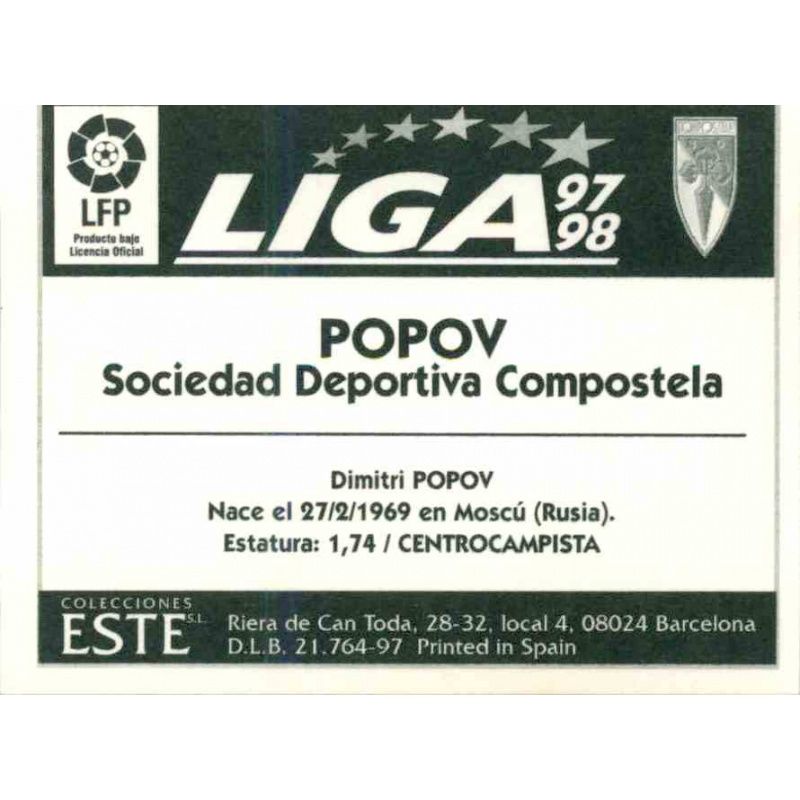 LFP
Producto bajo
Licencia Oficial
LIGA 97
98
COMPOSTELA
POPOV
Sociedad Deportiva Compostela
Dimitri POPOV
Nace el 27/2/1969 en Moscú (Rusia).
Estatura: 1,74 / CENTROCAMPISTA
COLECCIONES
ESTE S.L.
Riera de Can Toda, 28-32, local 4, 08024 Barcelona
D.L.B. 21.764-97 Printed in Spain